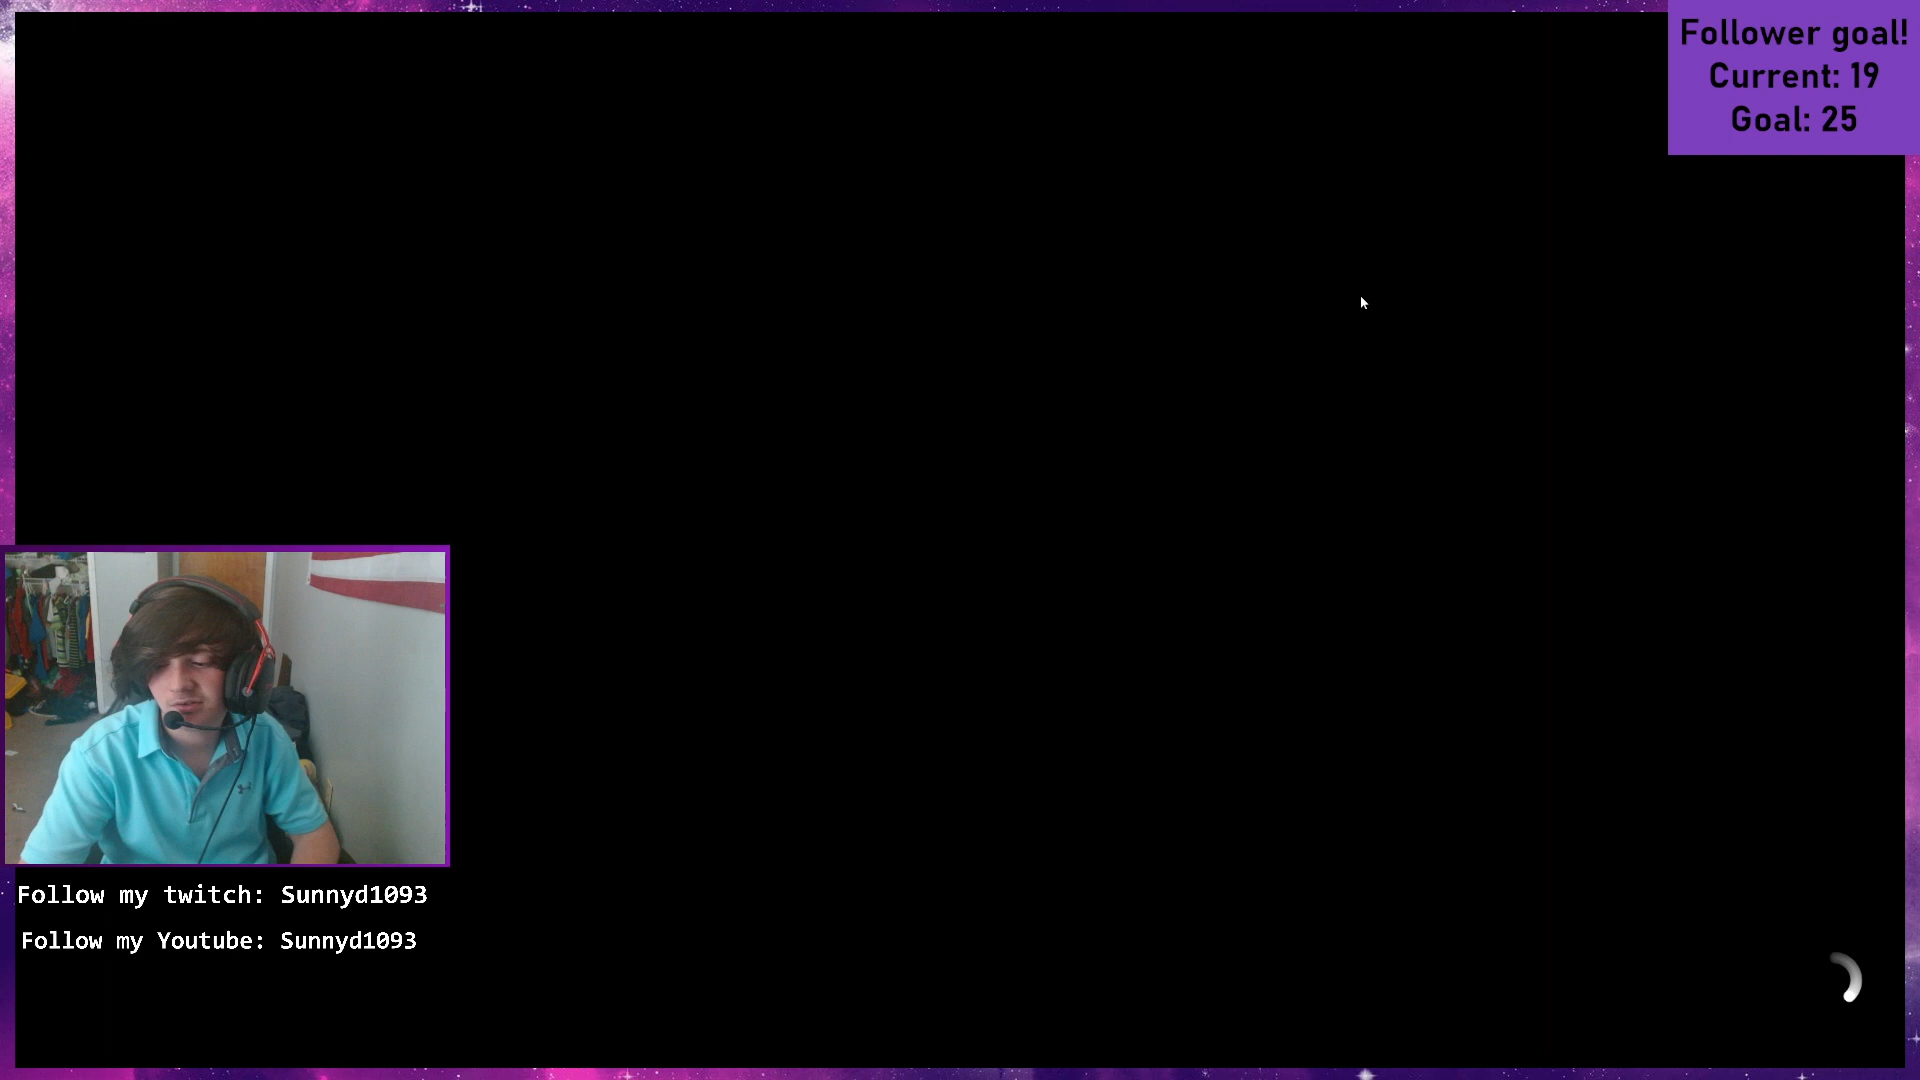 Follower goal!
Current: 19
Goal: 25
Follow my twitch: Sunnyd1093
Follow my Youtube: Sunnyd1093